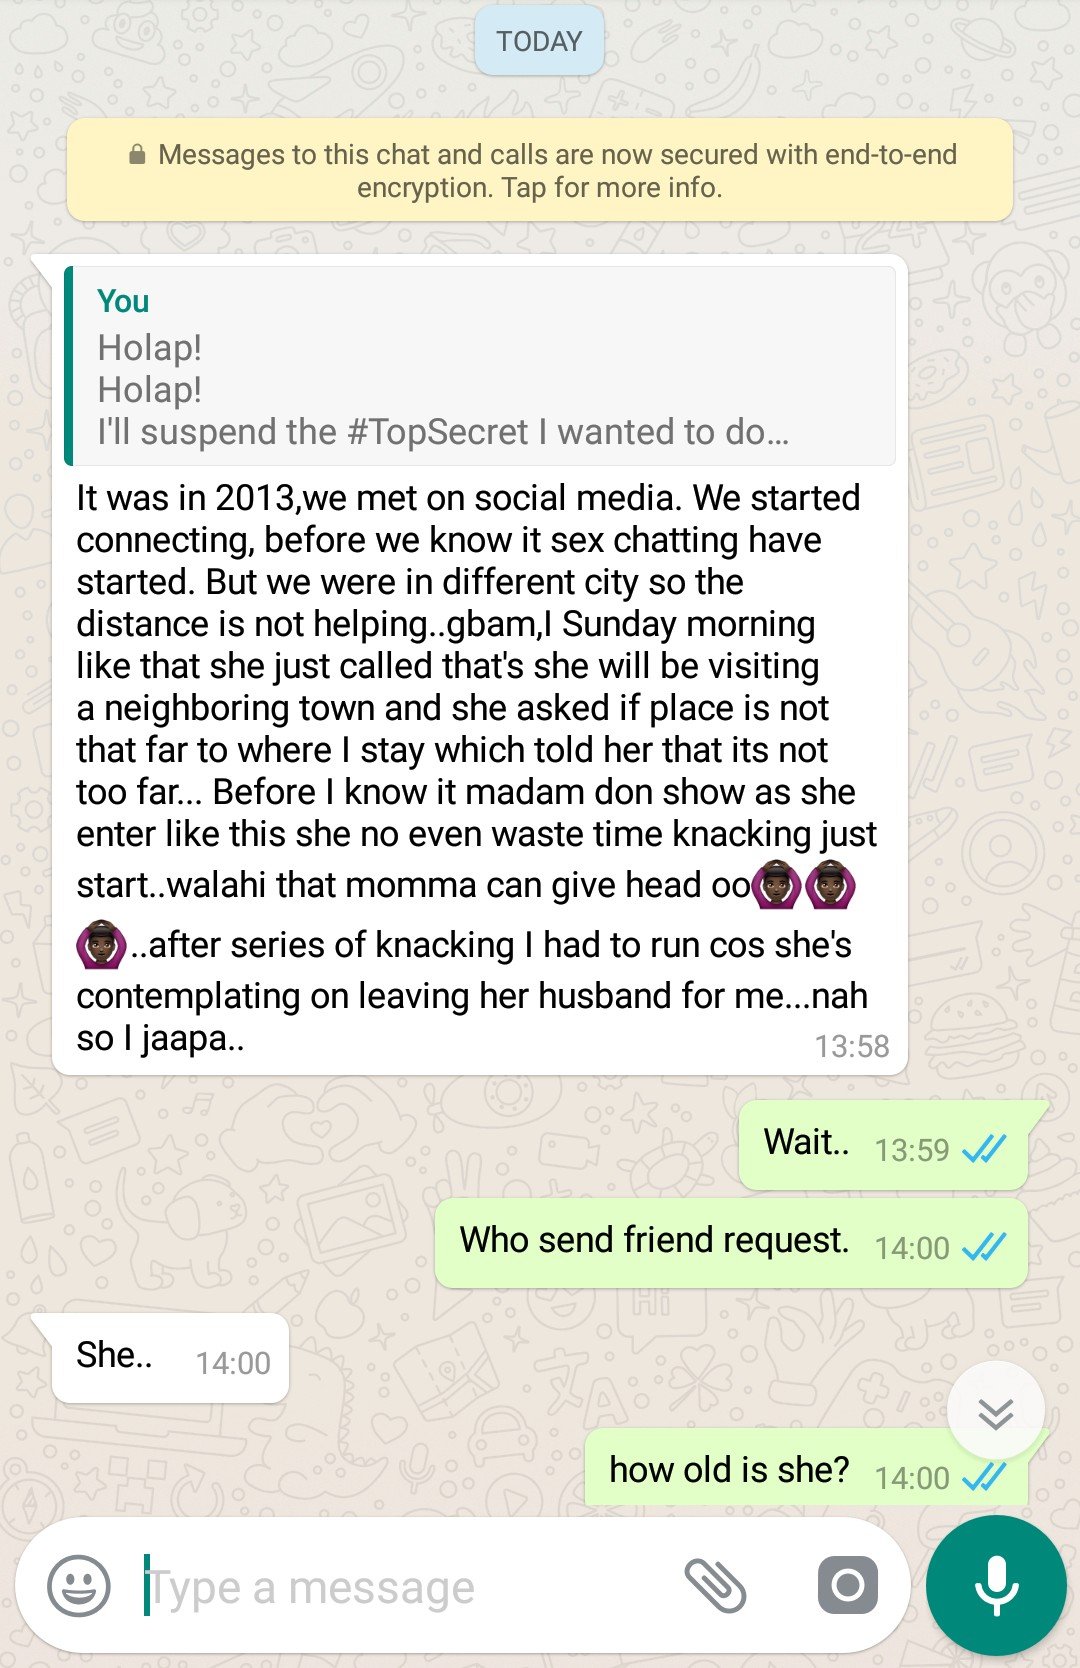 TODAY
Messages to this chat and calls are now secured with end-to-end
encryption. Tap for more info.
You
Holap!
Holap!
I'll suspend the #TopSecret I wanted to do...
It was in 2013,we met on social media. We started
connecting, before we know it sex chatting have
started. But we were in different city so the
distance is not helping..gbam,I Sunday morning
like that she just called that's she will be visiting
a neighboring town and she asked if place is not
that far to where I stay which told her that its not
too far... Before I know it madam don show as she
enter like this she no even waste time knacking just
start..walahi that momma can give head oo🙆🏿🙆🏿
🙆🏿..after series of knacking I had to run cos she's
contemplating on leaving her husband for me...nah
so I jaapa..
13:58
Wait.. 13:59
Who send friend request. 14:00
She.. 14:00
how old is she? 14:00
Type a message